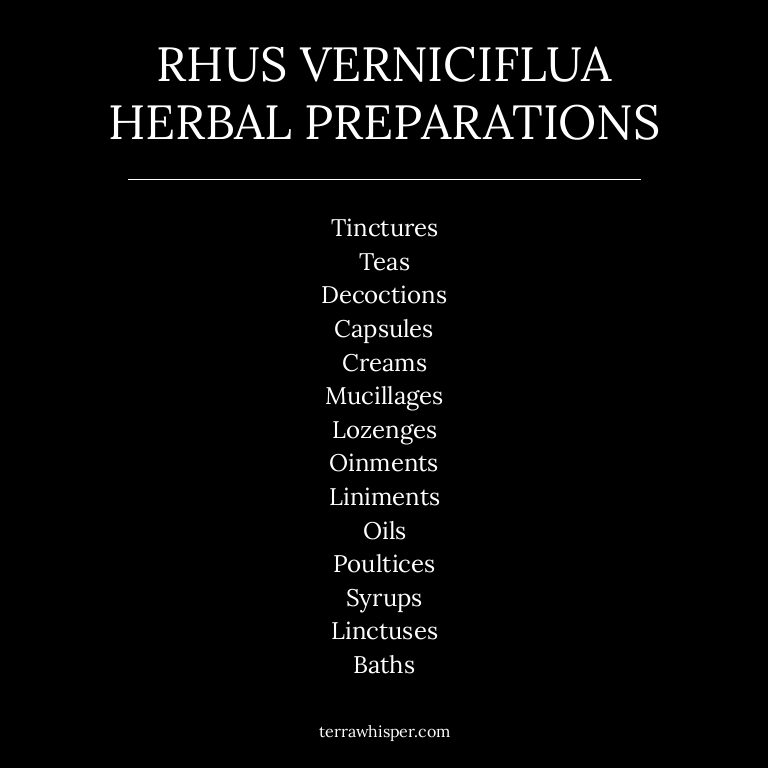 RHUS VERNICIFLUA
HERBAL PREPARATIONS
Tinctures
Teas
Decoctions
Capsules
Creams
Mucillages
Lozenges
Oinments
Liniments
Oils
Poultices
Syrups
Linctuses
Baths
terrawhisper.com